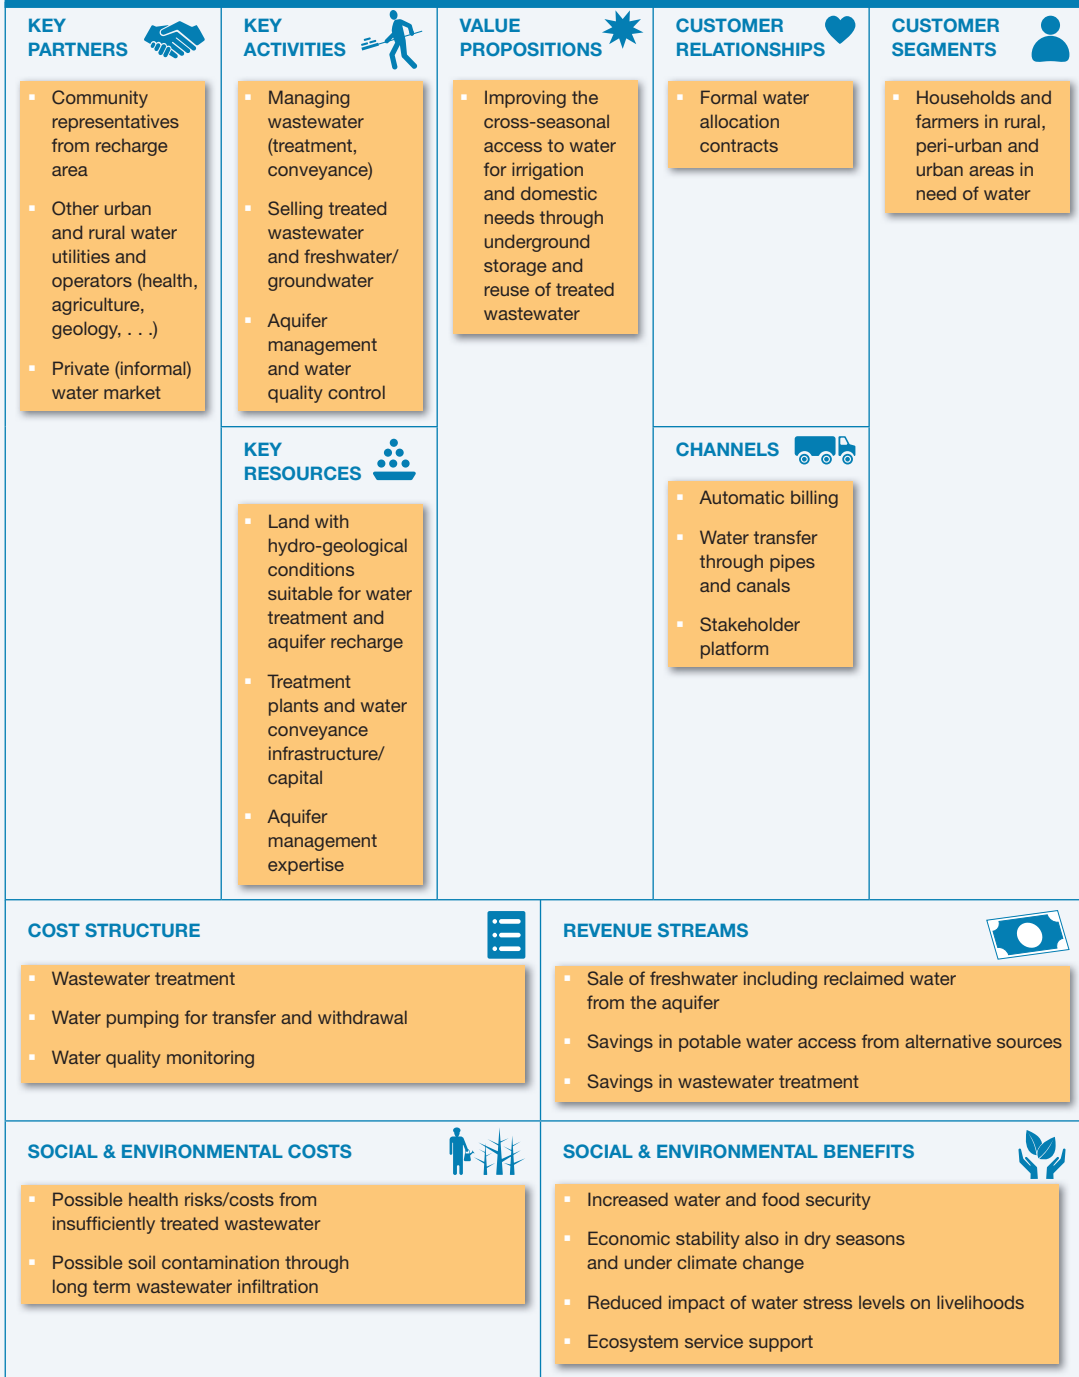 KEY
PARTNERS
▪ Community
representatives
from recharge
area
▪ Other urban
and rural water
utilities and
operators (health,
agriculture,
geology, . . .)
▪ Private (informal)
water market
KEY
ACTIVITIES
▪ Managing
wastewater
(treatment,
conveyance)
▪ Selling treated
wastewater
and freshwater/
groundwater
▪ Aquifer
management
and water
quality control
KEY
RESOURCES
▪ Land with
hydro-geological
conditions
suitable for water
treatment and
aquifer recharge
▪ Treatment
plants and water
conveyance
infrastructure/
capital
▪ Aquifer
management
expertise
VALUE
PROPOSITIONS
▪ Improving the
cross-seasonal
access to water
for irrigation
and domestic
needs through
underground
storage and
reuse of treated
wastewater
CUSTOMER
RELATIONSHIPS
▪ Formal water
allocation
contracts
CHANNELS
▪ Automatic billing
▪ Water transfer
through pipes
and canals
▪ Stakeholder
platform
CUSTOMER
SEGMENTS
▪ Households and
farmers in rural,
peri-urban and
urban areas in
need of water
COST STRUCTURE
▪ Wastewater treatment
▪ Water pumping for transfer and withdrawal
▪ Water quality monitoring
REVENUE STREAMS
▪ Sale of freshwater including reclaimed water
from the aquifer
▪ Savings in potable water access from alternative sources
▪ Savings in wastewater treatment
SOCIAL & ENVIRONMENTAL COSTS
▪ Possible health risks/costs from
insufficiently treated wastewater
▪ Possible soil contamination through
long term wastewater infiltration
SOCIAL & ENVIRONMENTAL BENEFITS
▪ Increased water and food security
▪ Economic stability also in dry seasons
and under climate change
▪ Reduced impact of water stress levels on livelihoods
▪ Ecosystem service support